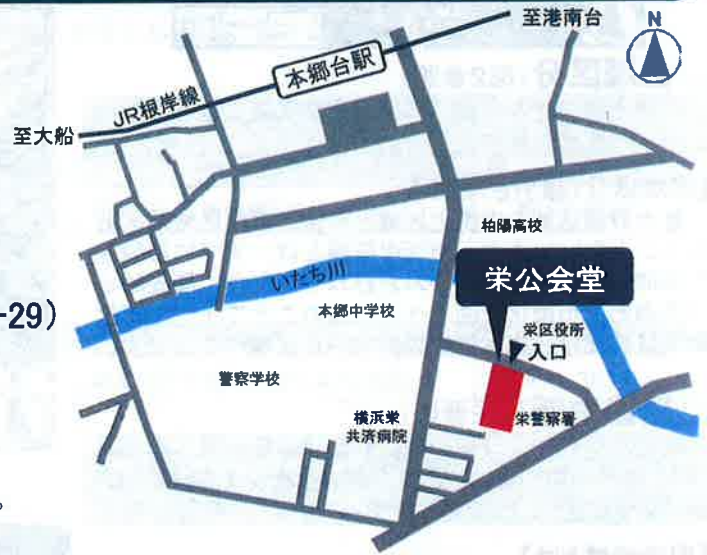 至港南台
N
本郷台駅
JR根岸線
至大船
柏陽高校
栄公会堂
いたち川
-29)
本郷中学校
栄区役所
入口
警察学校
横浜栄
共済病院
栄警察署
。